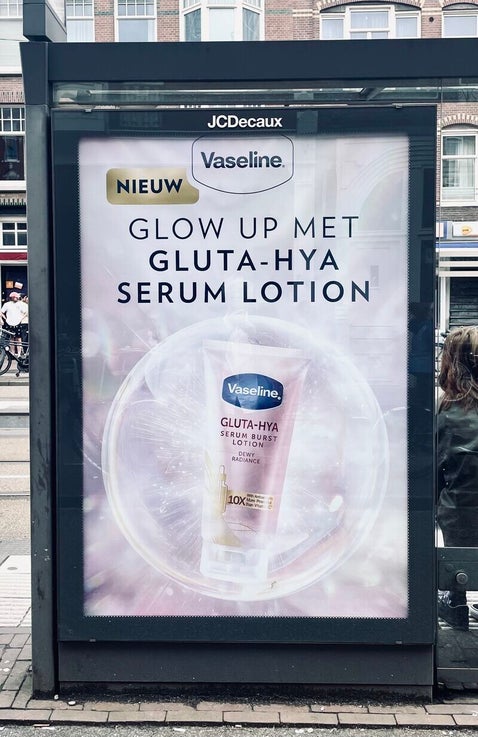 JCDecaux
Vaseline.
NIEUW
GLOW UP MET
GLUTA-HYA
SERUM LOTION
Vaseline.
GLUTA-HYA
SERUM BURST
LOTION
DEWY
RADIANCE
10X